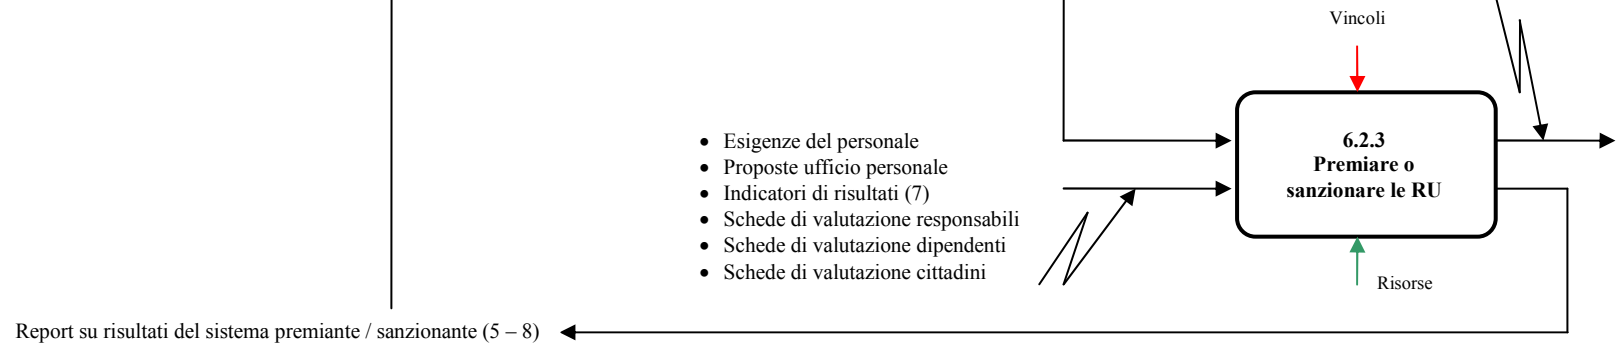 Vincoli
• Esigenze del personale
• Proposte ufficio personale
• Indicatori di risultati (7)
• Schede di valutazione responsabili
• Schede di valutazione dipendenti
• Schede di valutazione cittadini
6.2.3
Premiare o
sanzionare le RU
Risorse
Report su risultati del sistema premiante / sanzionante (5 – 8)